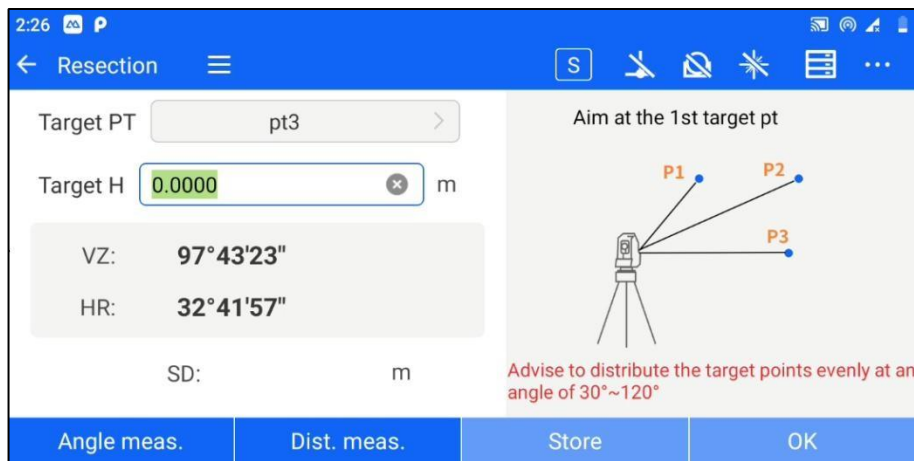 2:26
Resection
S
Target PT pt3
Target H 0.0000 m
VZ: 97°43'23"
HR: 32°41'57"
SD: m
Aim at the 1st target pt
P1 P2
P3
Advise to distribute the target points evenly at an
angle of 30°~120°
Angle meas. Dist. meas. Store OK